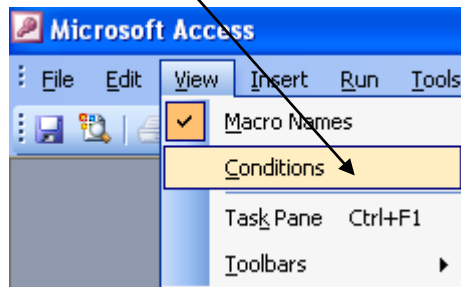 Microsoft Access
File Edit View Insert Run Tools
Macro Names
Conditions
Task Pane Ctrl+F1
Toolbars